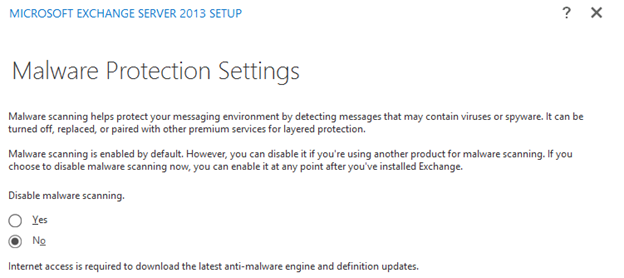 MICROSOFT EXCHANGE SERVER 2013 SETUP
? ✕
Malware Protection Settings
Malware scanning helps protect your messaging environment by detecting messages that may contain viruses or spyware. It can be
turned off, replaced, or paired with other premium services for layered protection.
Malware scanning is enabled by default. However, you can disable it if you're using another product for malware scanning. If you
choose to disable malware scanning now, you can enable it at any point after you've installed Exchange.
Disable malware scanning.
Yes
No
Internet access is required to download the latest anti-malware engine and definition updates.